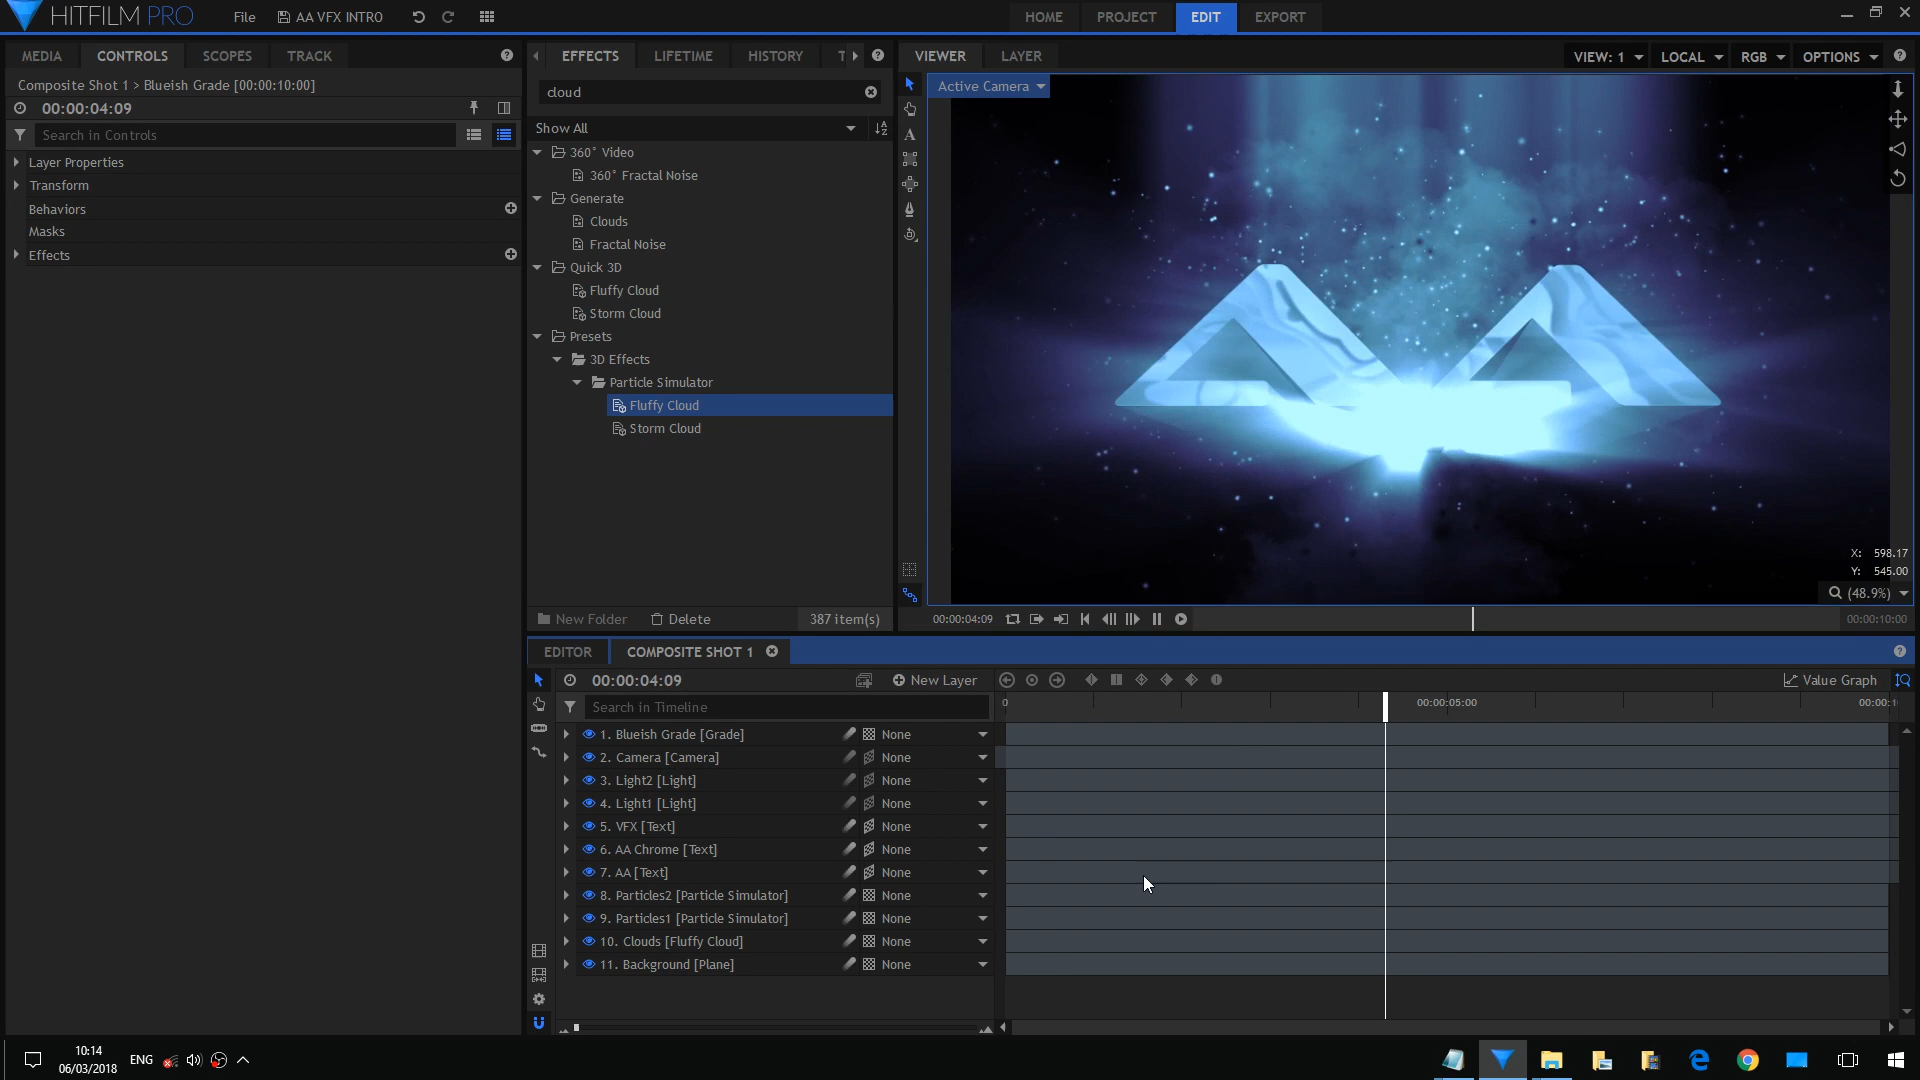 HITFILM PRO
File
AA VFX INTRO
HOME
PROJECT
EDIT
EXPORT
MEDIA
CONTROLS
SCOPES
TRACK
Composite Shot 1 > Blueish Grade [00:00:10:00]
00:00:04:09
Search in Controls
Layer Properties
Transform
Behaviors
Masks
Effects
EFFECTS
LIFETIME
HISTORY
T
cloud
Show All
360° Video
360° Fractal Noise
Generate
Clouds
Fractal Noise
Quick 3D
Fluffy Cloud
Storm Cloud
Presets
3D Effects
Particle Simulator
Fluffy Cloud
Storm Cloud
New Folder
Delete
387 item(s)
VIEWER
LAYER
VIEW: 1
LOCAL
RGB
OPTIONS
Active Camera
AA
X: 598.17
Y: 545.00
(48.9%)
00:00:04:09
00:00:10:00
EDITOR
COMPOSITE SHOT 1
00:00:04:09
New Layer
Value Graph
Search in Timeline
0
00:00:05:00
00:00:1
1. Blueish Grade [Grade]
None
2. Camera [Camera]
None
3. Light2 [Light]
None
4. Light1 [Light]
None
5. VFX [Text]
None
6. AA Chrome [Text]
None
7. AA [Text]
None
8. Particles2 [Particle Simulator]
None
9. Particles1 [Particle Simulator]
None
10. Clouds [Fluffy Cloud]
None
11. Background [Plane]
None
10:14
06/03/2018
ENG